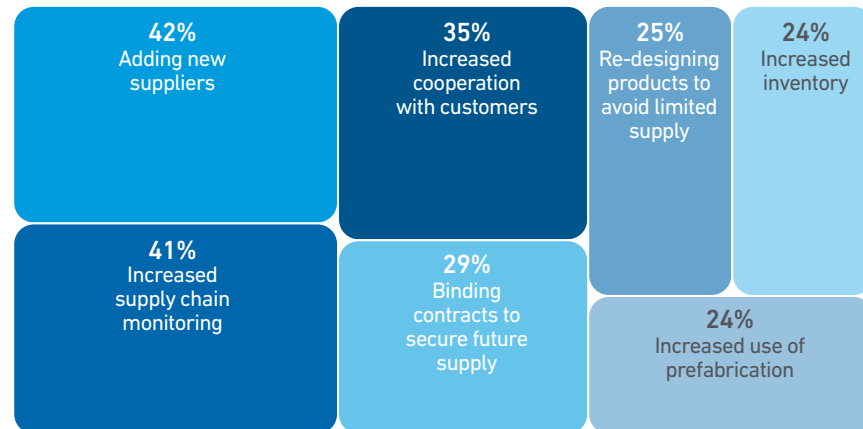 42%
Adding new
suppliers
35%
Increased
cooperation
with customers
25%
Re-designing
products to
avoid limited
supply
24%
Increased
inventory
41%
Increased
supply chain
monitoring
29%
Binding
contracts to
secure future
supply
24%
Increased use of
prefabrication